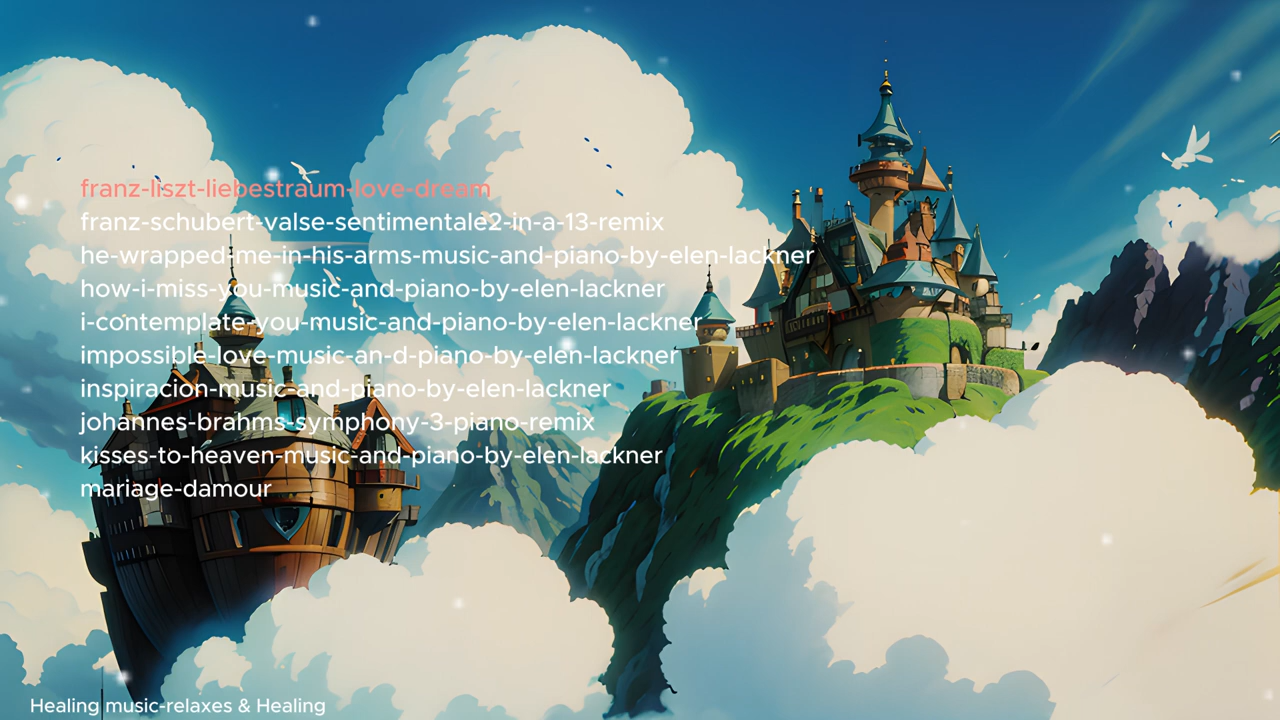 franz-liszt-liebestraum-love-dream
franz-schubert-valse-sentimentale2-in-a-13-remix
he-wrapped-me-in-his-arms-music-and-piano-by-elen-lackner
how-i-miss-you-music-and-piano-by-elen-lackner
i-contemplate-you-music-and-piano-by-elen-lackner
impossible-love-music-an-d-piano-by-elen-lackner
inspiracion-music-and-piano-by-elen-lackner
johannes-brahms-symphony-3-piano-remix
kisses-to-heaven-music-and-piano-by-elen-lackner
mariage-damour
Healing music-relaxes & Healing